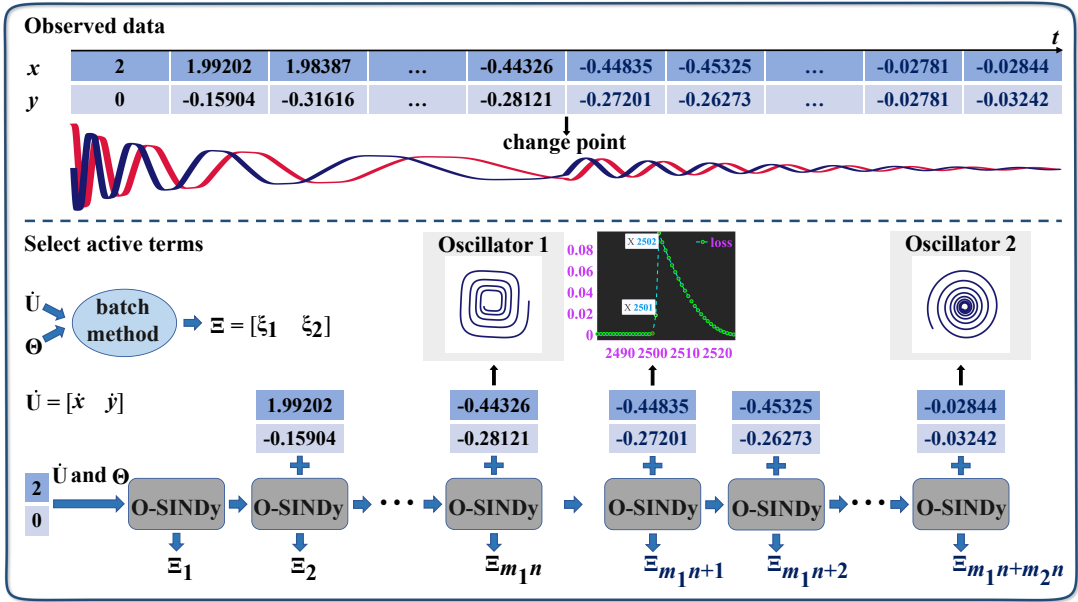 Observed data
t
x 2 1.99202 1.98387 ... -0.44326 -0.44835 -0.45325 ... -0.02781 -0.02844
y 0 -0.15904 -0.31616 ... -0.28121 -0.27201 -0.26273 ... -0.02781 -0.03242
change point
Select active terms
Oscillator 1
Oscillator 2
0.08
0.06
0.04
0.02
0
X 2502
loss
X 2501
2490 2500 2510 2520
U̇
Θ
batch
method
Ξ = [ξ1 ξ2]
U̇ = [ẋ ẏ]
1.99202 -0.44326 -0.44835 -0.45325 -0.02844
-0.15904 -0.28121 -0.27201 -0.26273 -0.03242
U̇ and Θ
2
0
O-SINDy O-SINDy ... O-SINDy O-SINDy O-SINDy ... O-SINDy
Ξ1 Ξ2 Ξm1n Ξm1n+1 Ξm1n+2 Ξm1n+m2n